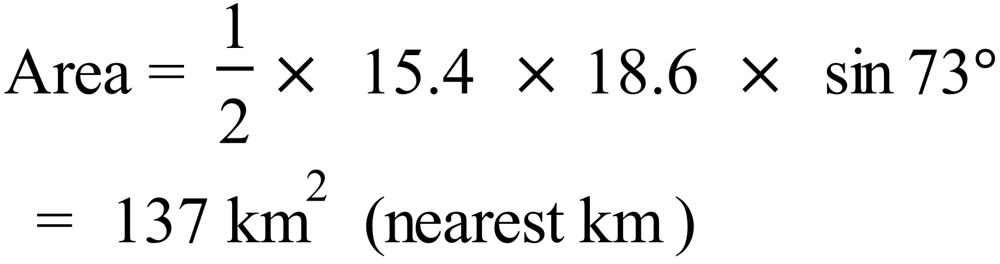 Area = 1/2 × 15.4 × 18.6 × sin 73°
= 137 km² (nearest km)